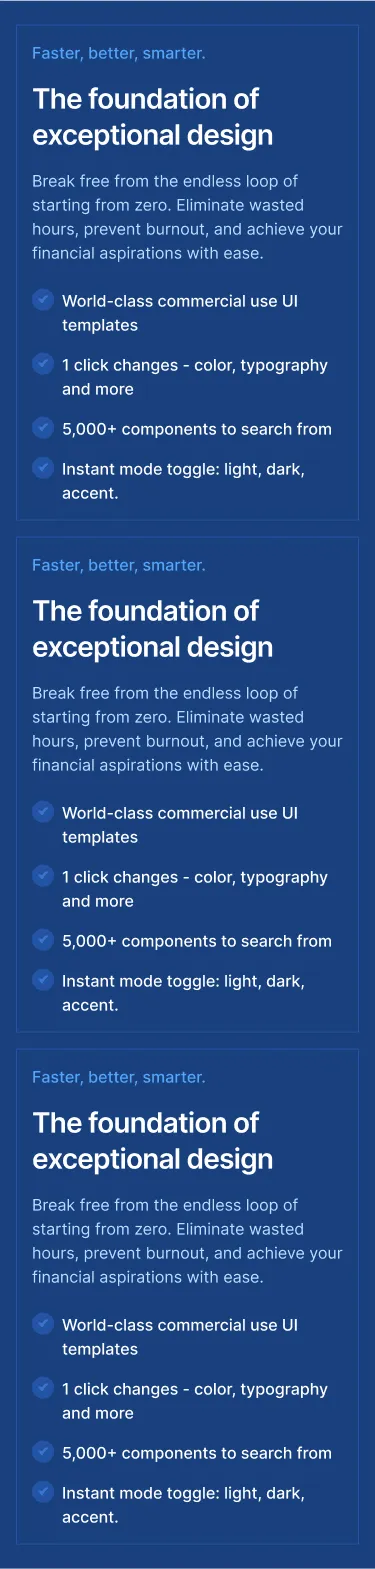 Faster, better, smarter.
The foundation of
exceptional design
Break free from the endless loop of
starting from zero. Eliminate wasted
hours, prevent burnout, and achieve your
financial aspirations with ease.
World-class commercial use UI
templates
1 click changes - color, typography
and more
5,000+ components to search from
Instant mode toggle: light, dark,
accent.
Faster, better, smarter.
The foundation of
exceptional design
Break free from the endless loop of
starting from zero. Eliminate wasted
hours, prevent burnout, and achieve your
financial aspirations with ease.
World-class commercial use UI
templates
1 click changes - color, typography
and more
5,000+ components to search from
Instant mode toggle: light, dark,
accent.
Faster, better, smarter.
The foundation of
exceptional design
Break free from the endless loop of
starting from zero. Eliminate wasted
hours, prevent burnout, and achieve your
financial aspirations with ease.
World-class commercial use UI
templates
1 click changes - color, typography
and more
5,000+ components to search from
Instant mode toggle: light, dark,
accent.